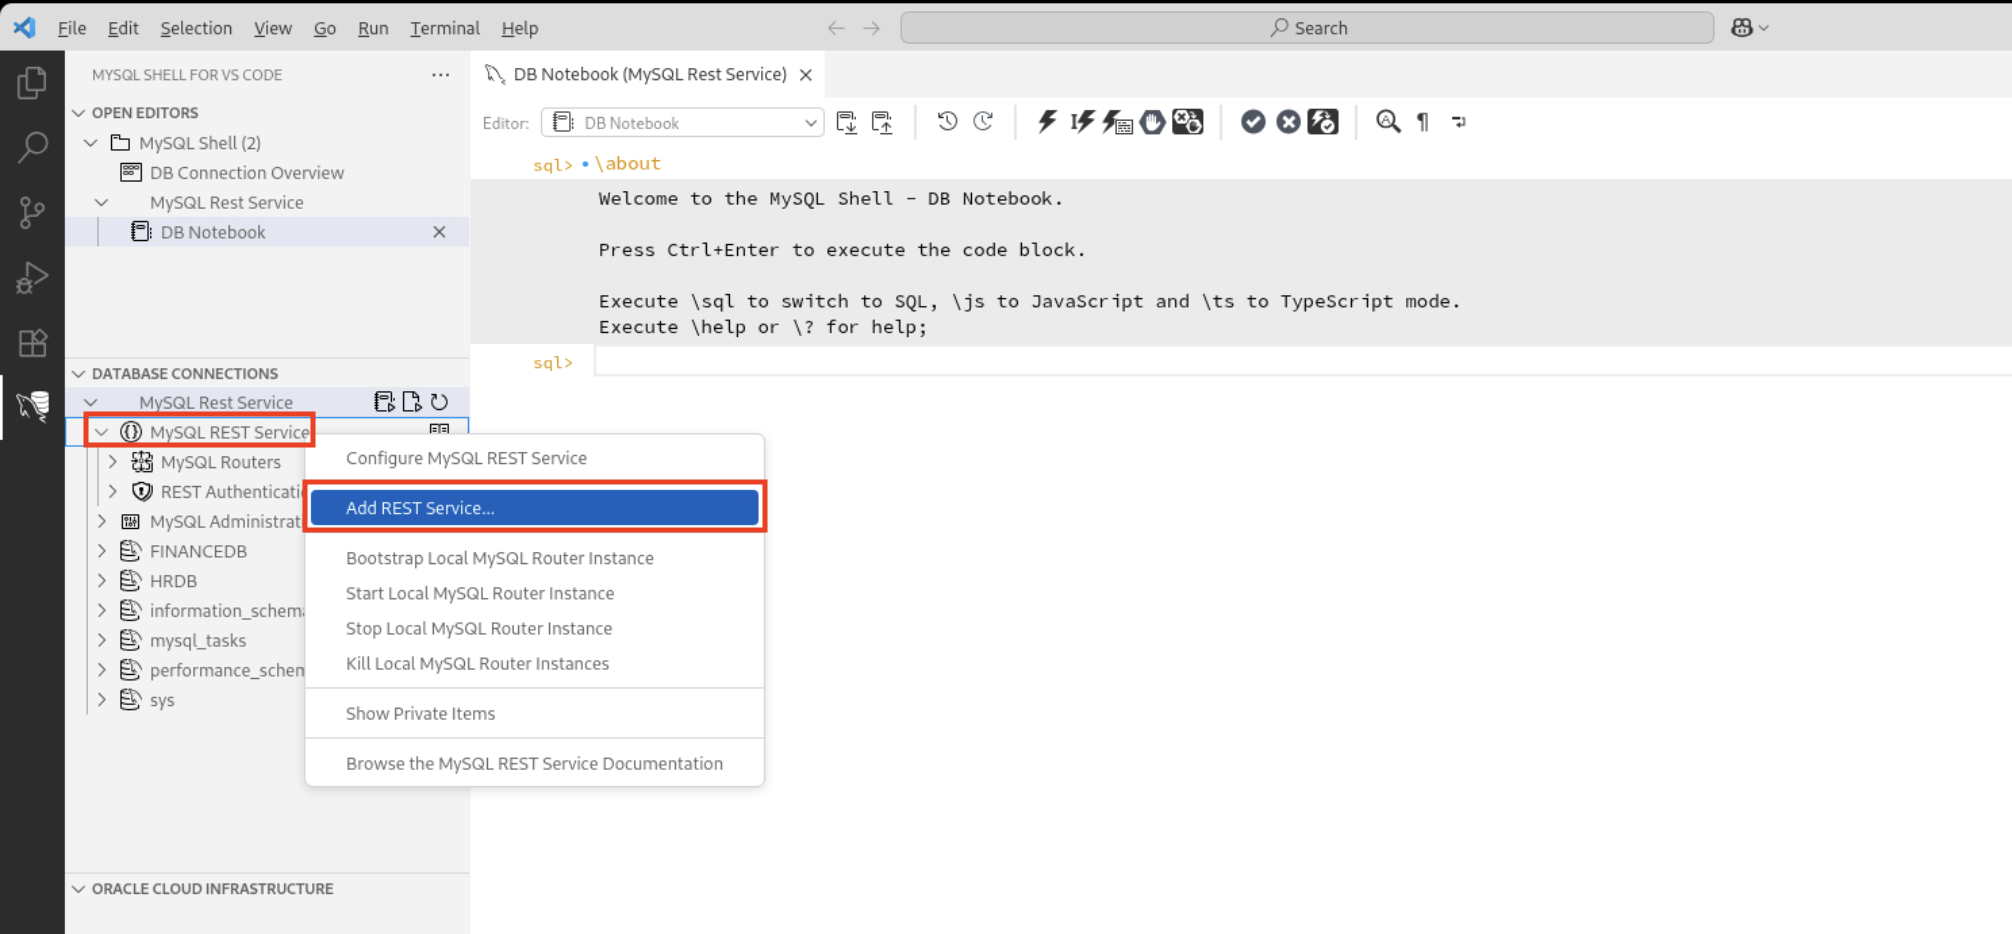 File Edit Selection View Go Run Terminal Help
Search
MYSQL SHELL FOR VS CODE
OPEN EDITORS
MySQL Shell (2)
DB Connection Overview
MySQL Rest Service
DB Notebook
DATABASE CONNECTIONS
MySQL Rest Service
MySQL REST Service
MySQL Routers
REST Authenticati
MySQL Administrat
FINANCEDB
HRDB
information_schema
mysql_tasks
performance_schem
sys
ORACLE CLOUD INFRASTRUCTURE
Configure MySQL REST Service
Add REST Service...
Bootstrap Local MySQL Router Instance
Start Local MySQL Router Instance
Stop Local MySQL Router Instance
Kill Local MySQL Router Instances
Show Private Items
Browse the MySQL REST Service Documentation
DB Notebook (MySQL Rest Service)
Editor: DB Notebook
sql> \about
Welcome to the MySQL Shell - DB Notebook.
Press Ctrl+Enter to execute the code block.
Execute \sql to switch to SQL, \js to JavaScript and \ts to TypeScript mode.
Execute \help or \? for help;
sql>